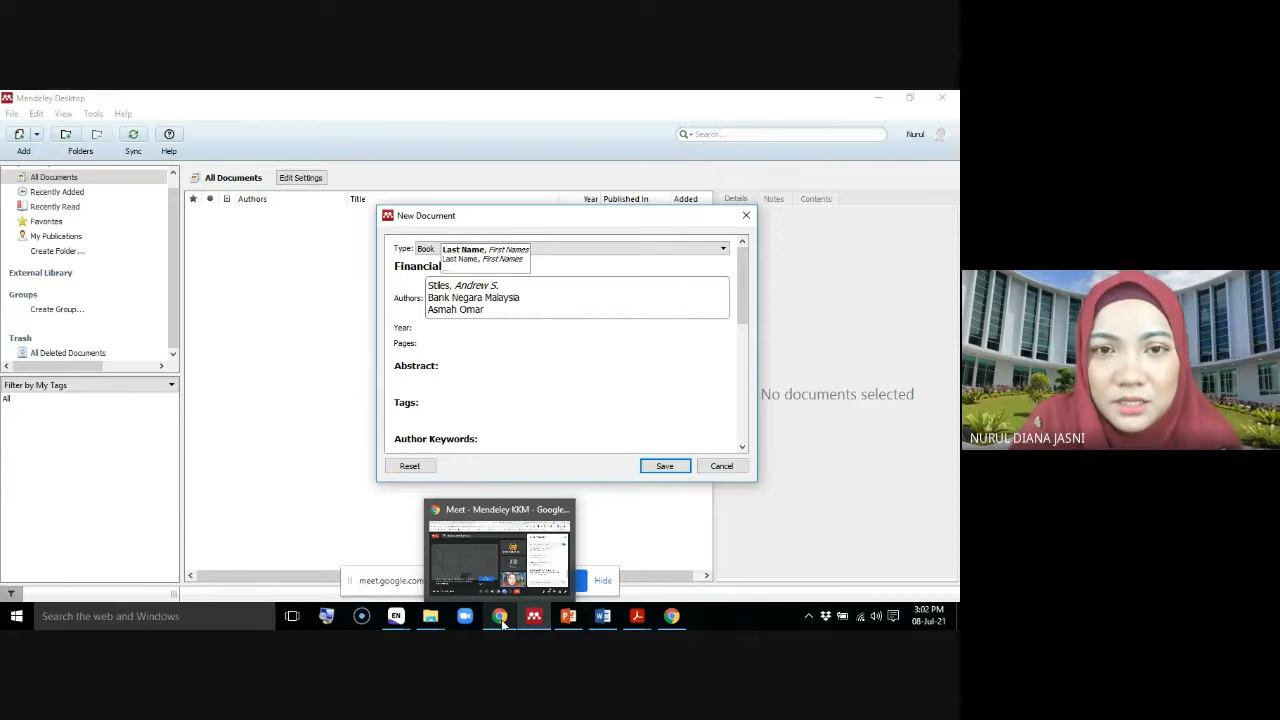 Mendeley Desktop
File Edit View Tools Help
Add Folders Sync Help
Search...
Nurul
All Documents
Recently Added
Recently Read
Favorites
My Publications
Create Folder...
External Library
Groups
Create Group...
Trash
All Deleted Documents
Filter by My Tags
All
All Documents Edit Settings
Authors Title Year Published In Added
Details Notes Contents
No documents selected
New Document
Type: Book
Last Name, First Names
Last Name, First Names
...
Financial
Authors:
Stiles, Andrew S.
Bank Negara Malaysia
Asmah Omar
Year:
Pages:
Abstract:
Tags:
Author Keywords:
Reset Save Cancel
Meet - Mendeley KKM - Google...
meet.google.com
Hide
Search the web and Windows
EN
3:02 PM
08-Jul-21
NURUL DIANA JASNI